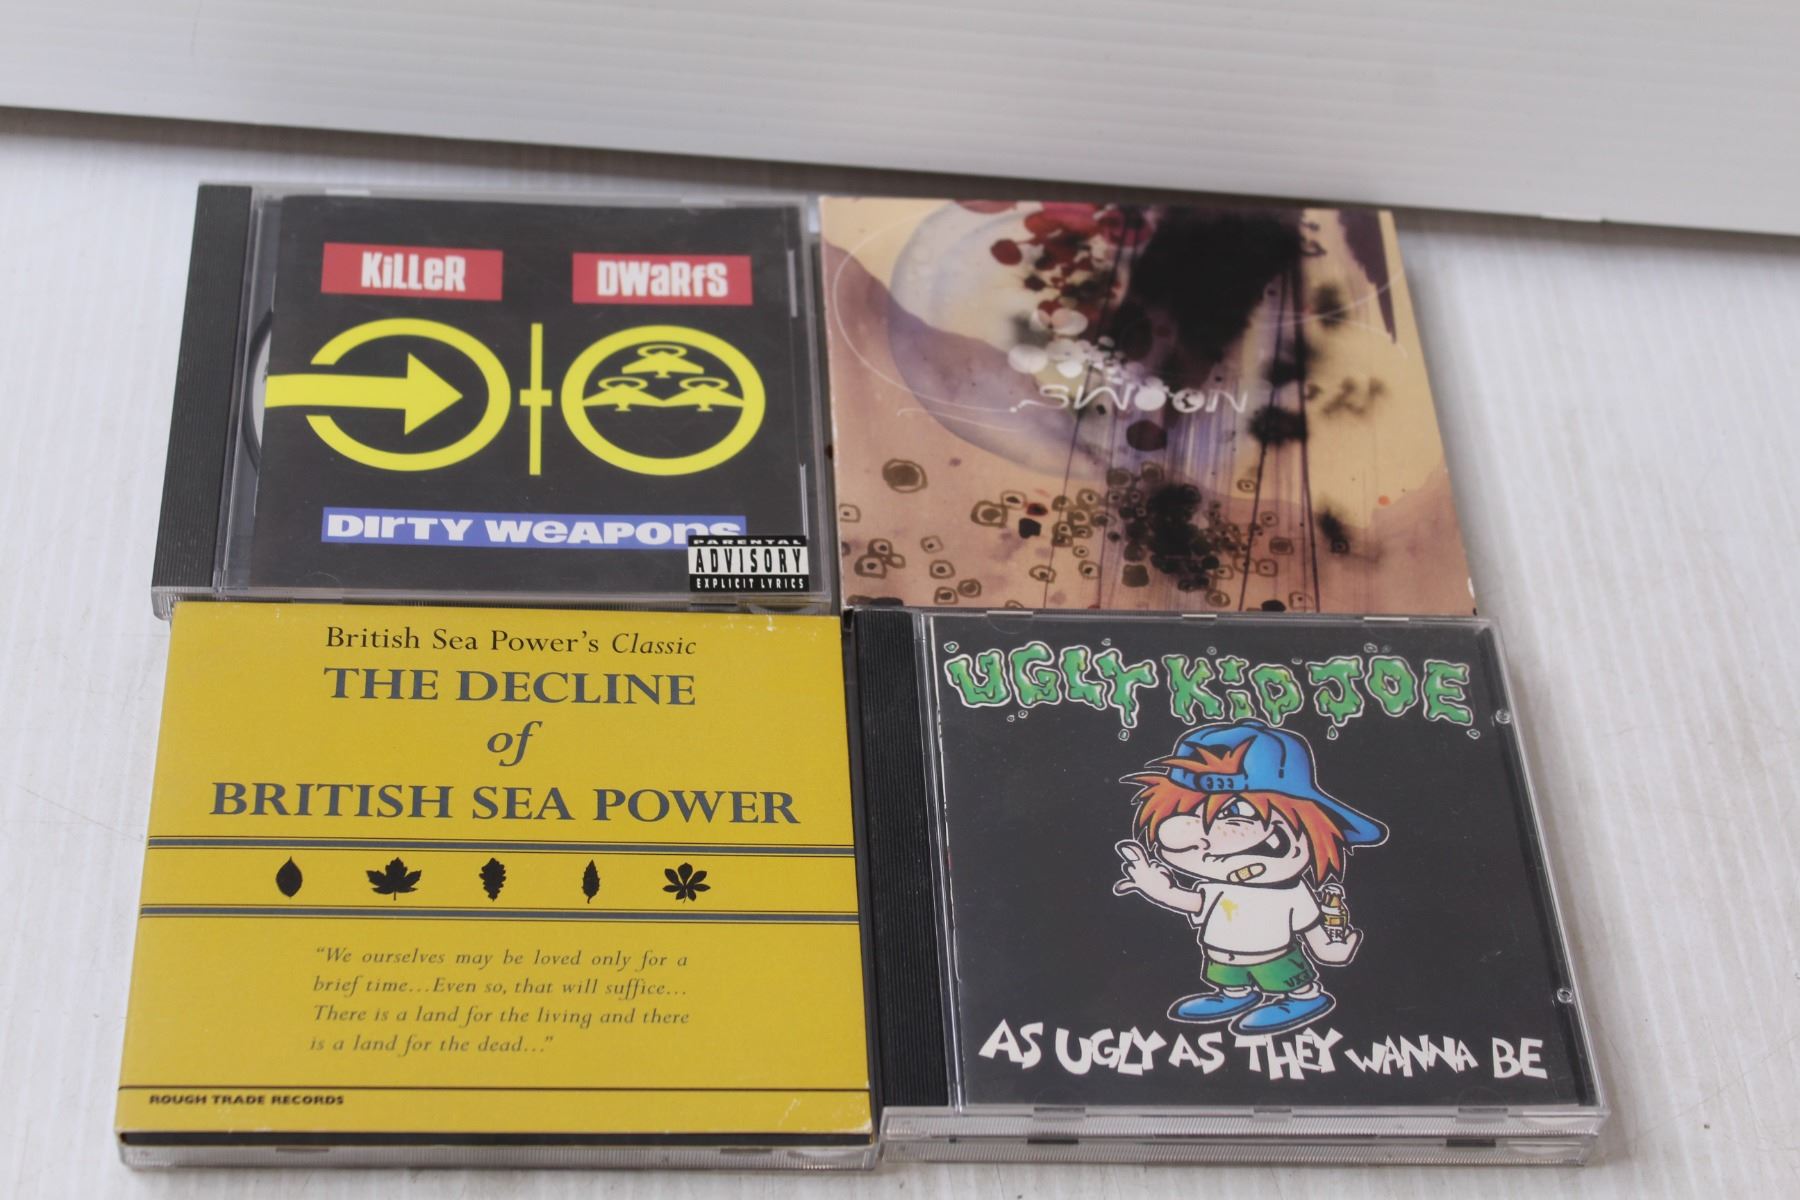 KiLLeR DWaRfS
DIrTY WeAPONS
PARENTAL
ADVISORY
EXPLICIT LYRICS
SWOON
British Sea Power's Classic
THE DECLINE
of
BRITISH SEA POWER
"We ourselves may be loved only for a
brief time...Even so, that will suffice...
There is a land for the living and there
is a land for the dead..."
ROUGH TRADE RECORDS
UGLY KiD JOE
AS UGLY AS THEY WANNA BE